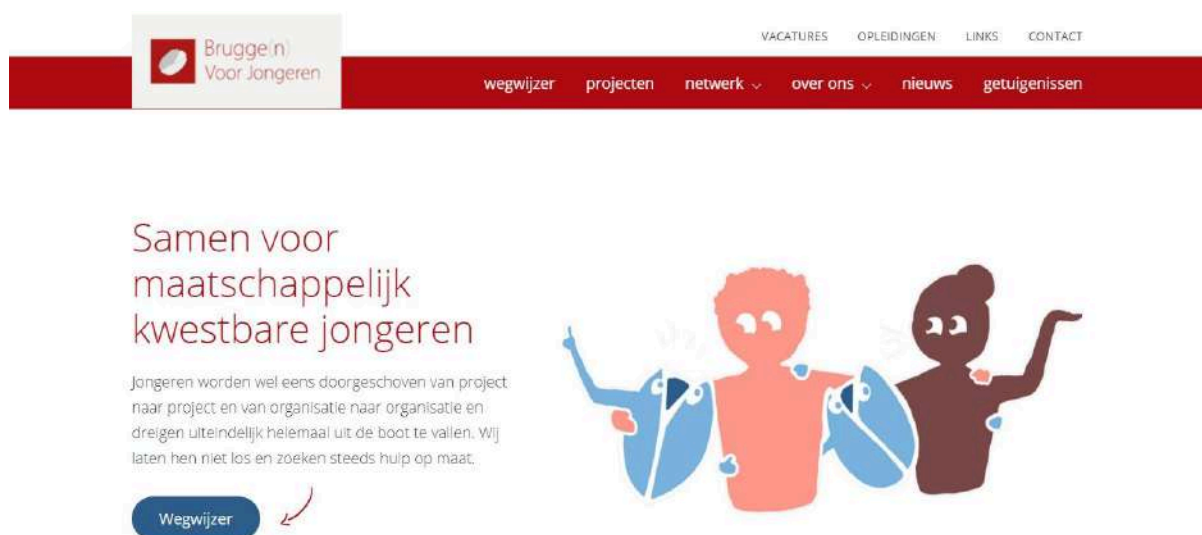 Brugge(n)
Voor Jongeren
VACATURES OPLEIDINGEN LINKS CONTACT
wegwijzer projecten netwerk over ons nieuws getuigenissen
Samen voor
maatschappelijk
kwestbare jongeren
Jongeren worden wel eens doorgeschoven van project
naar project en van organisatie naar organisatie en
dreigen uiteindelijk helemaal uit de boot te vallen. Wij
laten hen niet los en zoeken steeds hulp op maat.
Wegwijzer